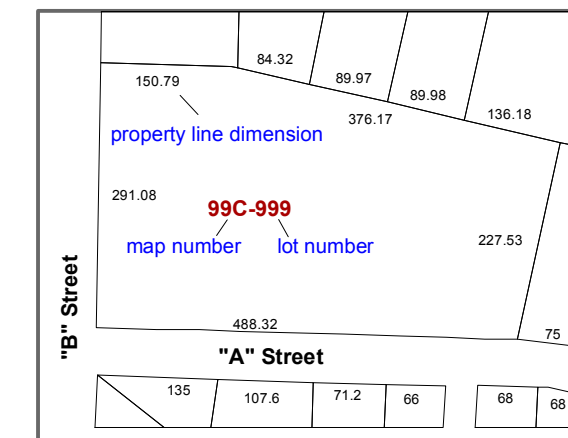 84.32
89.97
89.98
136.18
150.79
376.17
property line dimension
291.08
99C-999
map number
lot number
227.53
"B" Street
488.32
75
"A" Street
135
107.6
71.2
66
68
68